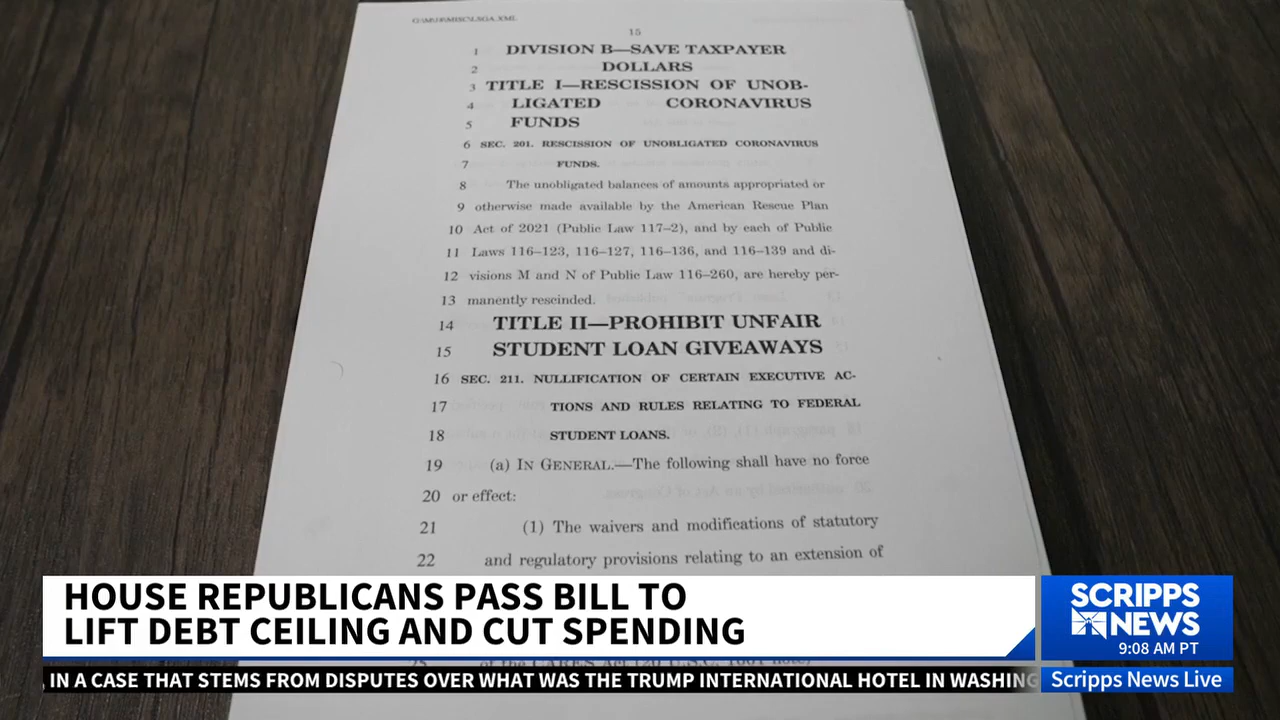 15
1 DIVISION B—SAVE TAXPAYER
2 DOLLARS
3 TITLE I—RESCISSION OF UNOB-
4 LIGATED CORONAVIRUS
5 FUNDS
6 SEC. 201. RESCISSION OF UNOBLIGATED CORONAVIRUS
7 FUNDS.
8 The unobligated balances of amounts appropriated or
9 otherwise made available by the American Rescue Plan
10 Act of 2021 (Public Law 117–2), and by each of Public
11 Laws 116–123, 116–127, 116–136, and 116–139 and di-
12 visions M and N of Public Law 116–260, are hereby per-
13 manently rescinded.
14 TITLE II—PROHIBIT UNFAIR
15 STUDENT LOAN GIVEAWAYS
16 SEC. 211. NULLIFICATION OF CERTAIN EXECUTIVE AC-
17 TIONS AND RULES RELATING TO FEDERAL
18 STUDENT LOANS.
19 (a) IN GENERAL.—The following shall have no force
20 or effect:
21 (1) The waivers and modifications of statutory
22 and regulatory provisions relating to an extension of
HOUSE REPUBLICANS PASS BILL TO
LIFT DEBT CEILING AND CUT SPENDING
SCRIPPS
NEWS
9:08 AM PT
, IN A CASE THAT STEMS FROM DISPUTES OVER WHAT WAS THE TRUMP INTERNATIONAL HOTEL IN WASHING
Scripps News Live